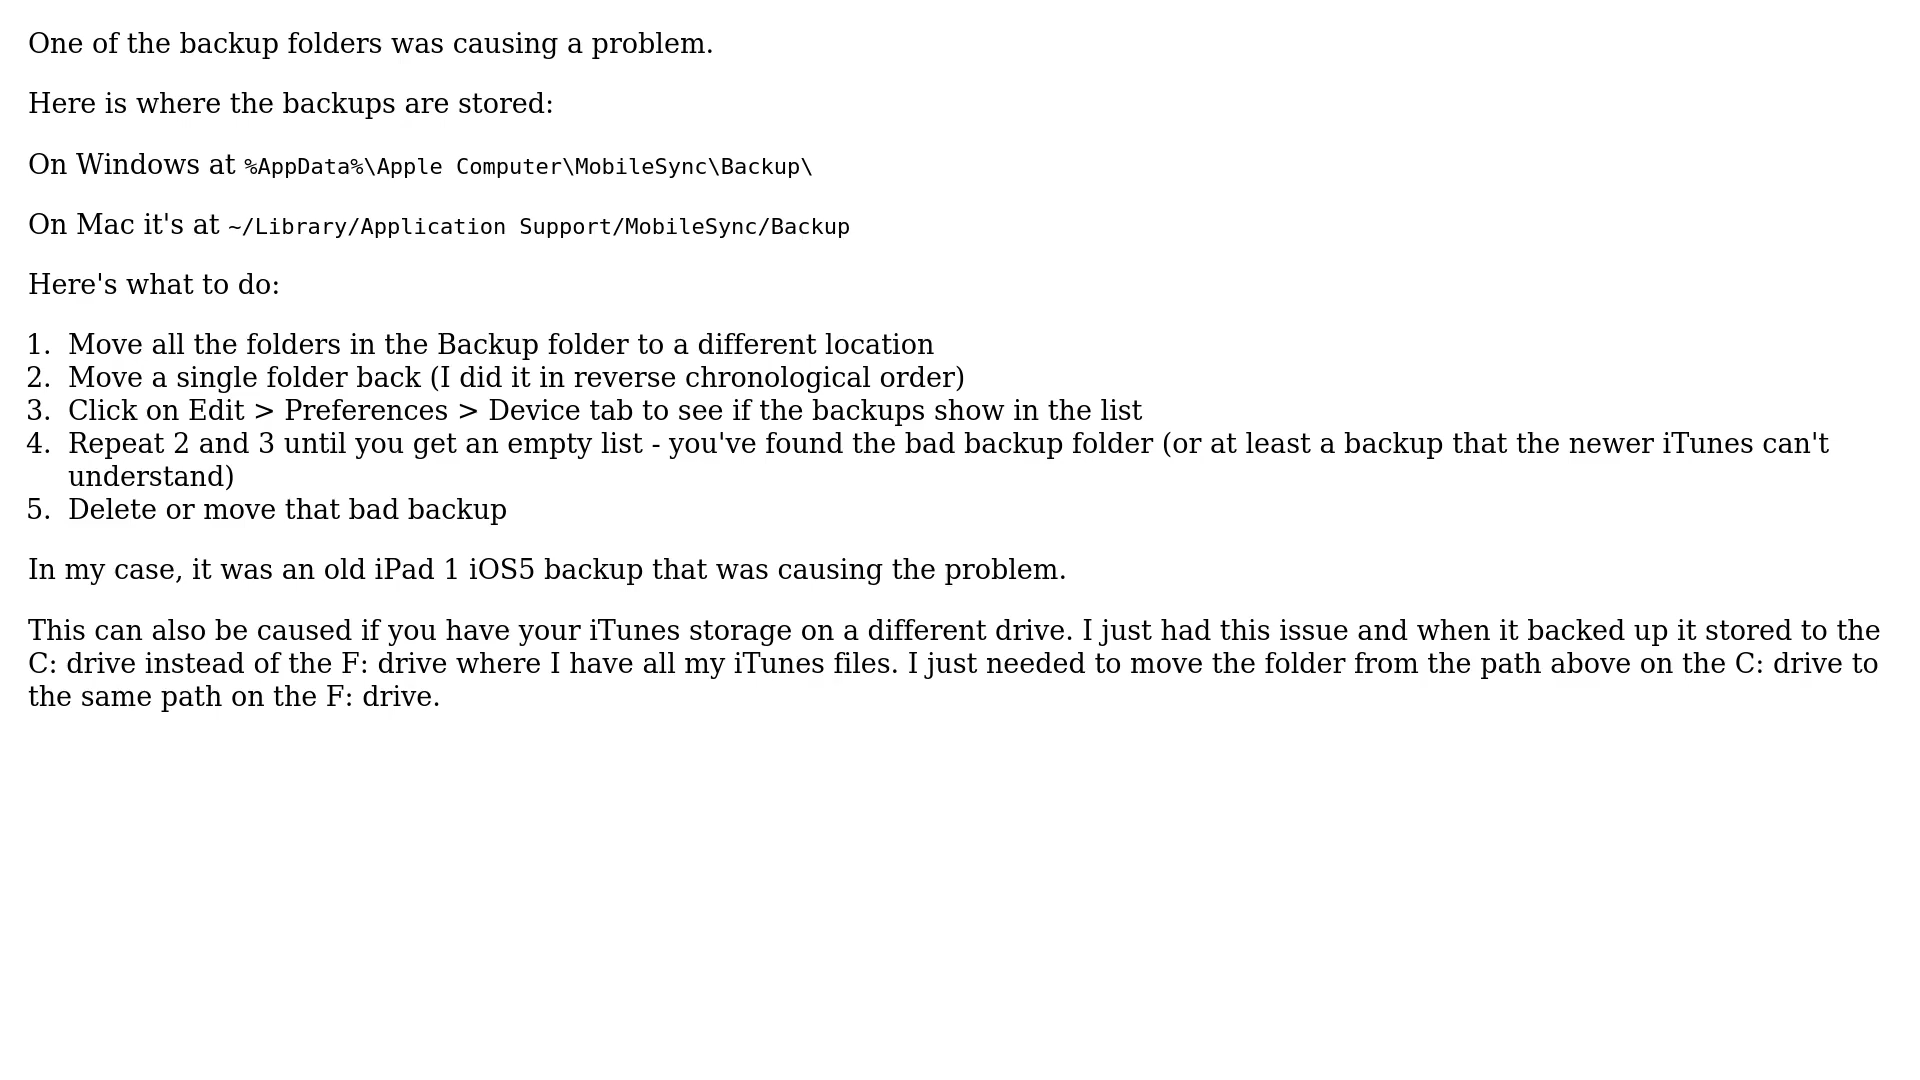 One of the backup folders was causing a problem.
Here is where the backups are stored:
On Windows at %AppData%\Apple Computer\MobileSync\Backup\
On Mac it's at ~/Library/Application Support/MobileSync/Backup
Here's what to do:
1. Move all the folders in the Backup folder to a different location
2. Move a single folder back (I did it in reverse chronological order)
3. Click on Edit > Preferences > Device tab to see if the backups show in the list
4. Repeat 2 and 3 until you get an empty list - you've found the bad backup folder (or at least a backup that the newer iTunes can't
understand)
5. Delete or move that bad backup
In my case, it was an old iPad 1 iOS5 backup that was causing the problem.
This can also be caused if you have your iTunes storage on a different drive. I just had this issue and when it backed up it stored to the
C: drive instead of the F: drive where I have all my iTunes files. I just needed to move the folder from the path above on the C: drive to
the same path on the F: drive.